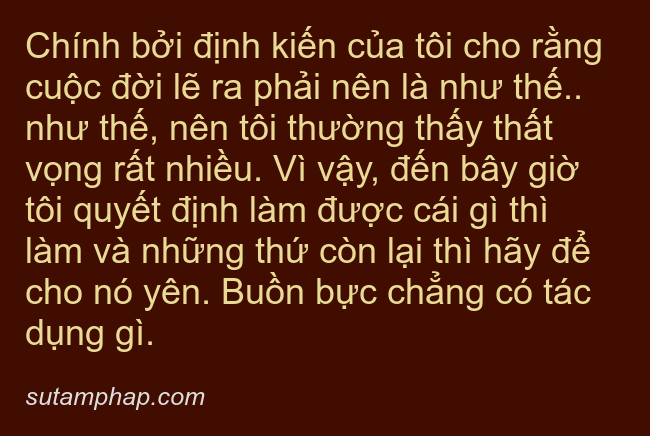 Chính bởi định kiến của tôi cho rằng
cuộc đời lẽ ra phải nên là như thế..
như thế, nên tôi thường thấy thất
vọng rất nhiều. Vì vậy, đến bây giờ
tôi quyết định làm được cái gì thì
làm và những thứ còn lại thì hãy để
cho nó yên. Buồn bực chẳng có tác
dụng gì.
sutamphap.com